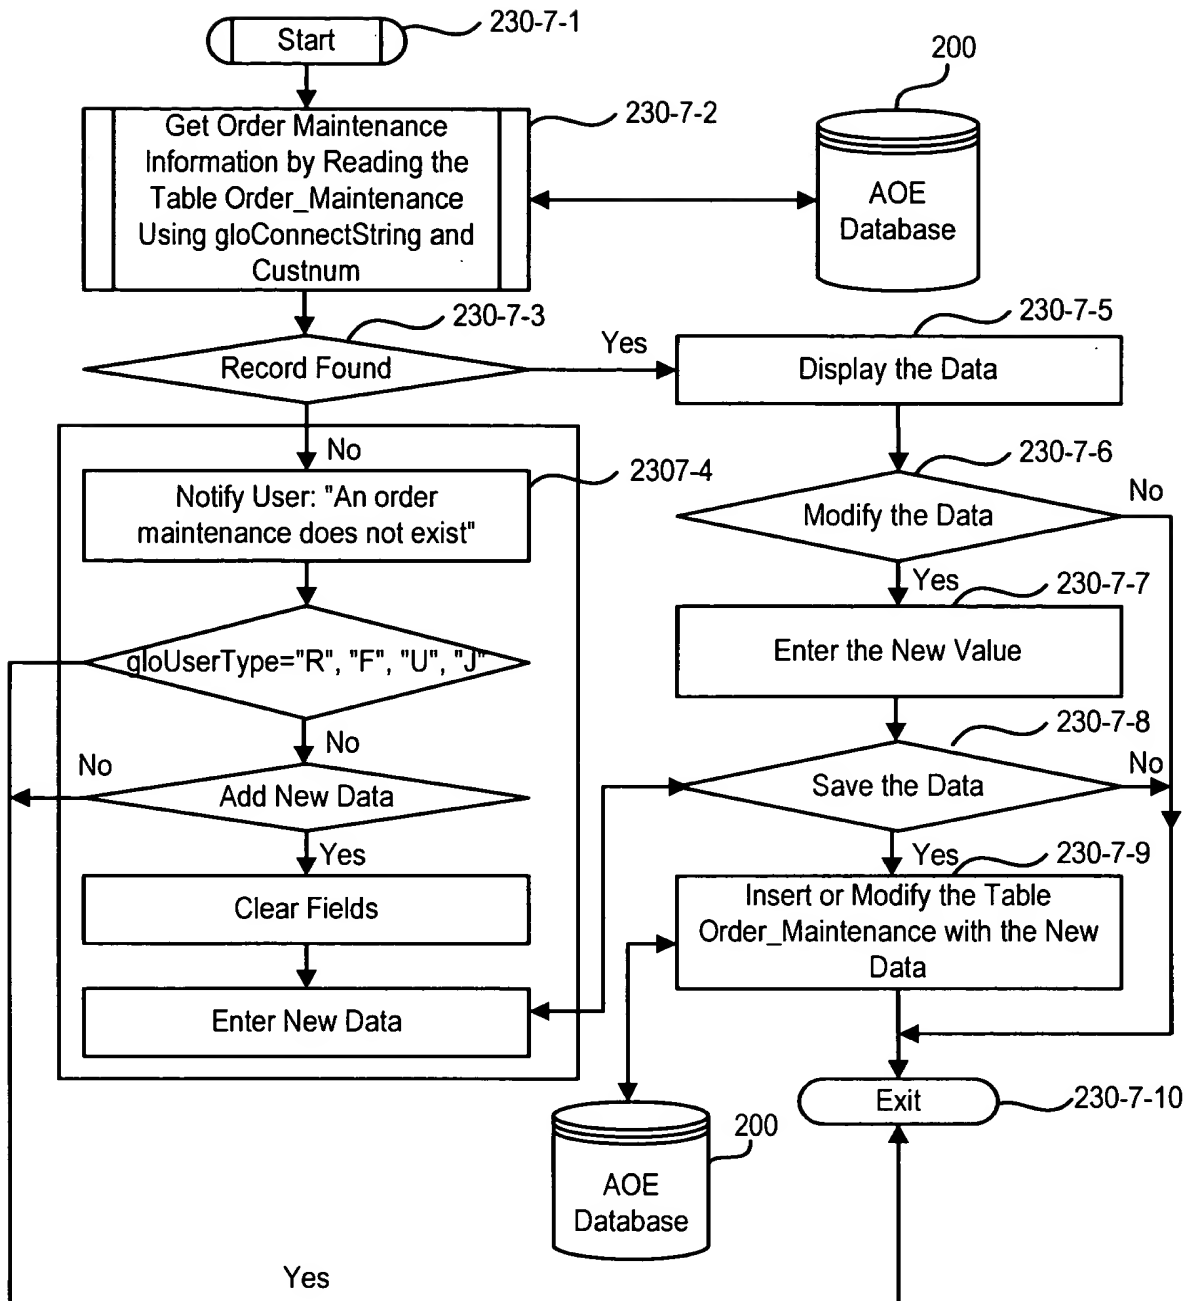 230-7-1
Start
200
230-7-2
Get Order Maintenance
Information by Reading the
Table Order_Maintenance
Using gloConnectString and
Custnum
AOE
Database
230-7-3
230-7-5
Yes
Record Found
Display the Data
No
2307-4
230-7-6
No
Notify User: "An order
maintenance does not exist"
Modify the Data
Yes
230-7-7
gloUserType="R", "F", "U", "J"
Enter the New Value
230-7-8
No
No
No
Add New Data
Save the Data
Yes
Yes
230-7-9
Clear Fields
Insert or Modify the Table
Order_Maintenance with the New
Data
Enter New Data
Exit
230-7-10
200
AOE
Database
Yes